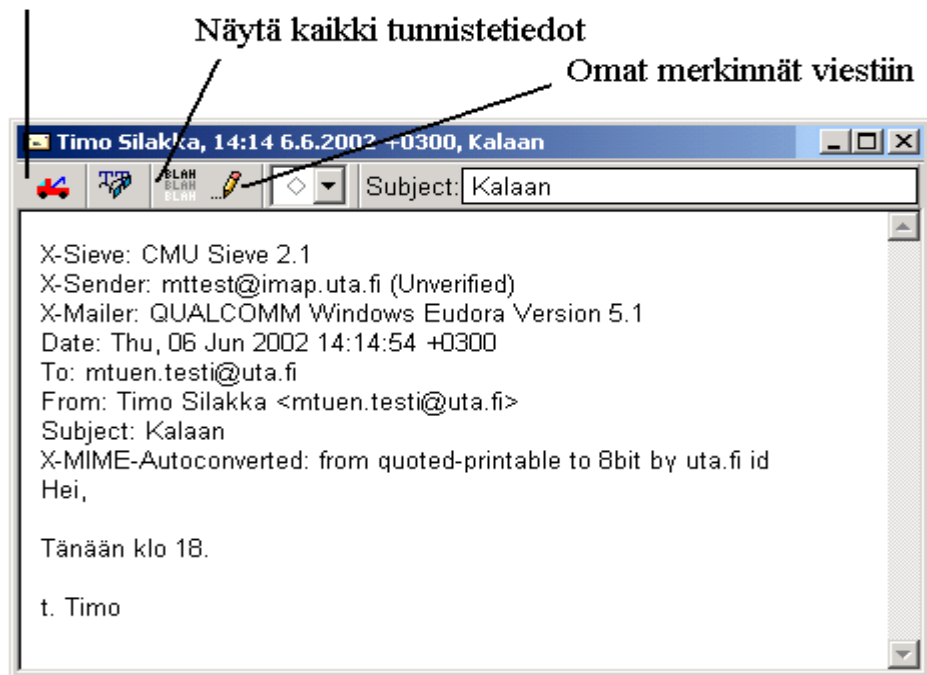 Näytä kaikki tunnistetiedot
Omat merkinnät viestiin
Timo Silakka, 14:14 6.6.2002 +0300, Kalaan
BLAH
BLAH
BLAH
Subject: Kalaan
X-Sieve: CMU Sieve 2.1
X-Sender: mttest@imap.uta.fi (Unverified)
X-Mailer: QUALCOMM Windows Eudora Version 5.1
Date: Thu, 06 Jun 2002 14:14:54 +0300
To: mtuen.testi@uta.fi
From: Timo Silakka <mtuen.testi@uta.fi>
Subject: Kalaan
X-MIME-Autoconverted: from quoted-printable to 8bit by uta.fi id
Hei,
Tänään klo 18.
t. Timo